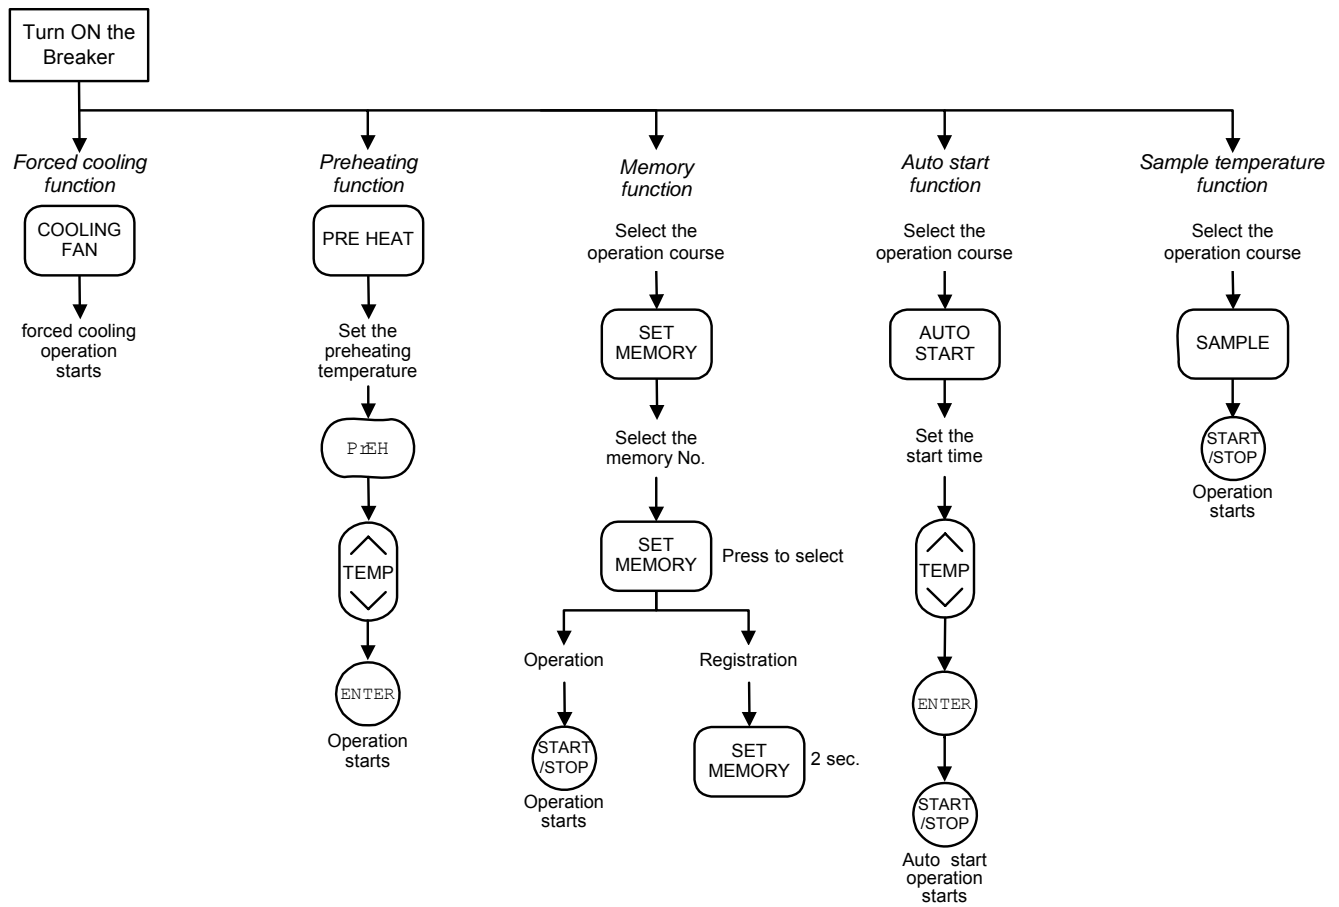 Turn ON the
Breaker
Forced cooling
function
COOLING
FAN
forced cooling
operation
starts
Preheating
function
PRE HEAT
Set the
preheating
temperature
PrEH
TEMP
ENTER
Operation
starts
Memory
function
Select the
operation course
SET
MEMORY
Select the
memory No.
SET
MEMORY
Press to select
Operation
START
/STOP
Operation
starts
Registration
SET
MEMORY
2 sec.
Auto start
function
Select the
operation course
AUTO
START
Set the
start time
TEMP
ENTER
START
/STOP
Auto start
operation
starts
Sample temperature
function
Select the
operation course
SAMPLE
START
/STOP
Operation
starts